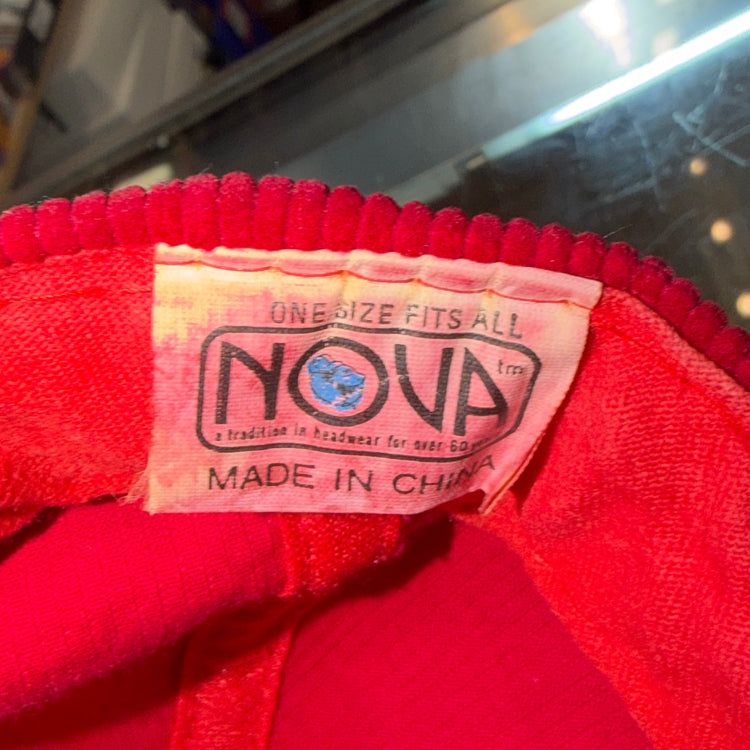 ONE SIZE FITS ALL
NOVA tm
a tradition in headwear for over 60
MADE IN CHINA